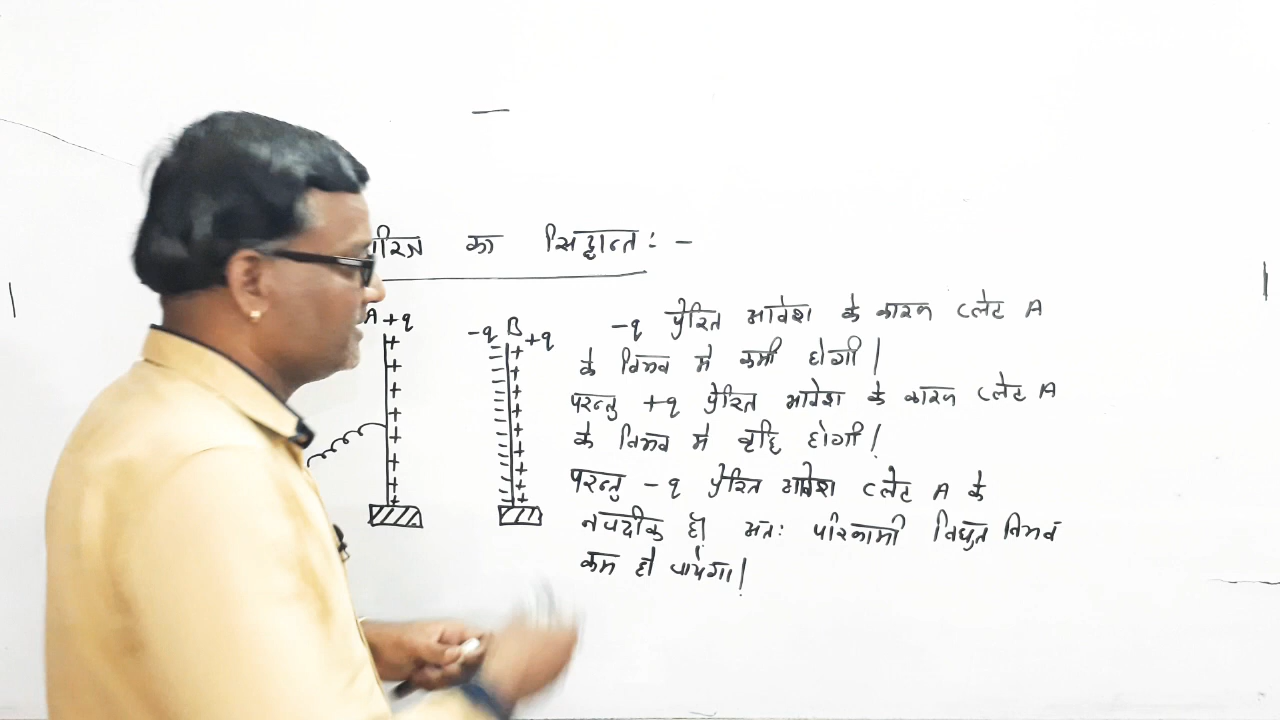 का सिद्धान्त : -
A +q
-q B +q
-q प्रेरित आवेश के कारण प्लेट A
के विभव मे कमी होगी।
परन्तु +q प्रेरित आवेश के कारण प्लेट A
के विभव मे वृद्धि होगी।
परन्तु -q प्रेरित आवेश प्लेट A के
नजदीक है। अतः परिणामी विद्युत विभव
कम हो जायेगा।